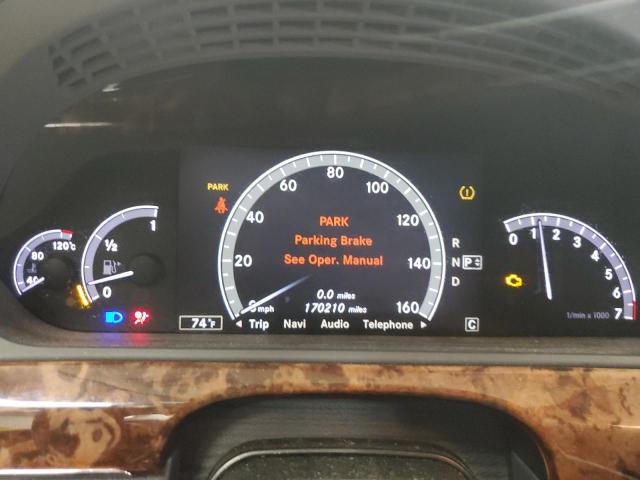 PARK
PARK
Parking Brake
See Oper. Manual
0.0 miles
170210 miles
0 mph
20
40
60
80
100
120
140
160
74°F
Trip Navi Audio Telephone
R
N P
D
C
120°C
80
40
1
1/2
0
0 1 2 3 4 5 6 7
1/min x 1000